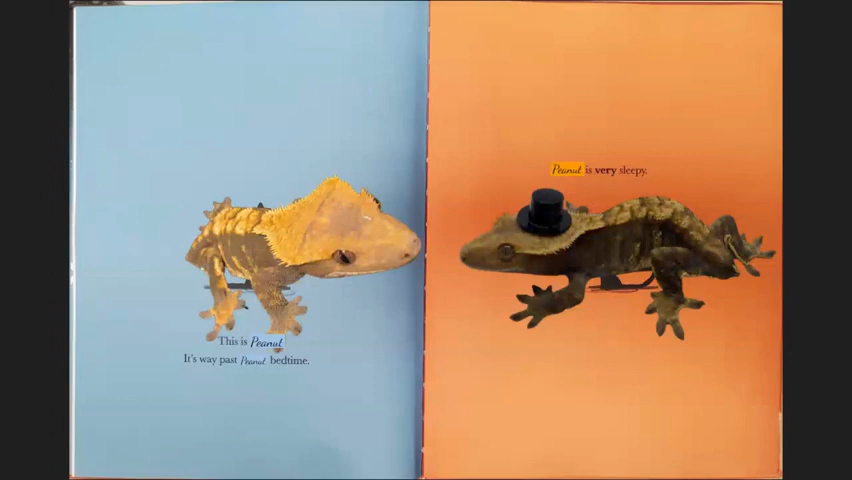 This is Peanut
It's way past Peanut bedtime.
Peanut is very sleepy.